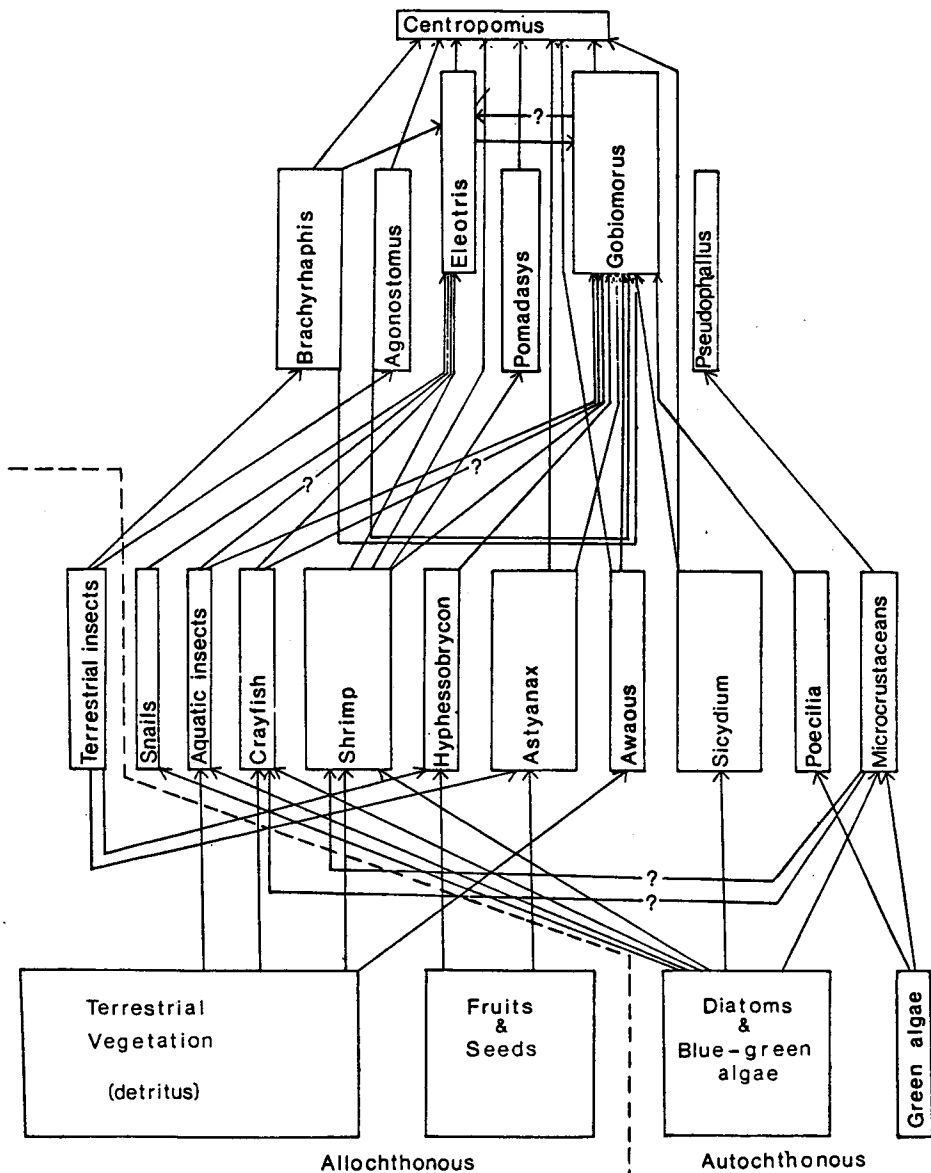 Centropomus
?
Brachyrhaphis
Agonostomus
Eleotris
Pomadasys
Gobiomorus
Pseudophallus
?
?
Terrestrial insects
Snails
Aquatic insects
Crayfish
Shrimp
Hyphessobrycon
Astyanax
Awaous
Sicydium
Poecilia
Microcrustaceans
?
?
Terrestrial
Vegetation
(detritus)
Fruits
&
Seeds
Diatoms
&
Blue-green
algae
Green algae
Allochthonous
Autochthonous